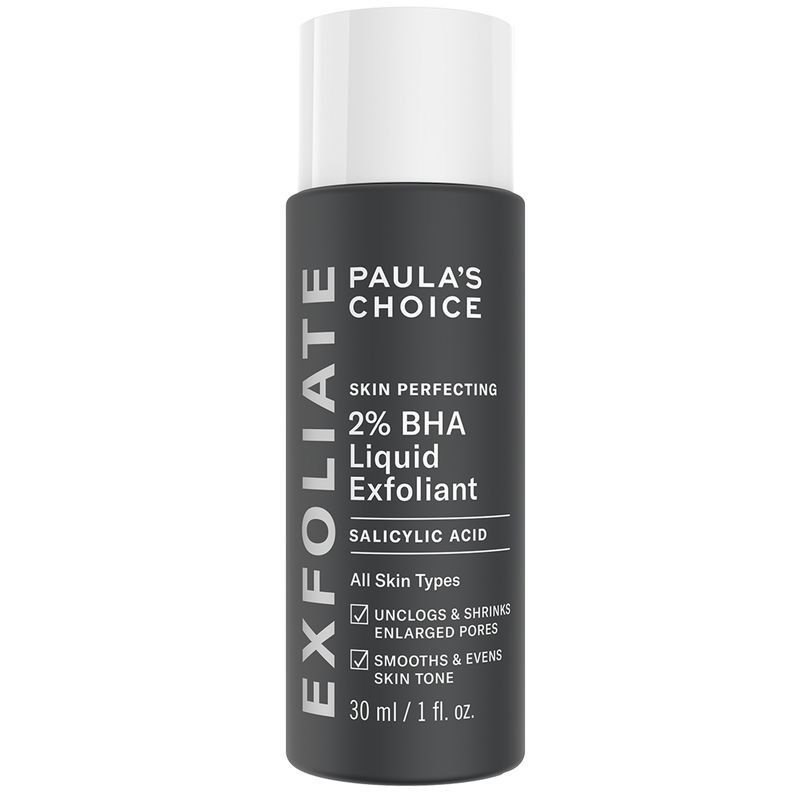 EXFOLIATE
PAULA'S
CHOICE
SKIN PERFECTING
2% BHA
Liquid
Exfoliant
SALICYLIC ACID
All Skin Types
UNCLOGS & SHRINKS
ENLARGED PORES
SMOOTHS & EVENS
SKIN TONE
30 ml / 1 fl. oz.